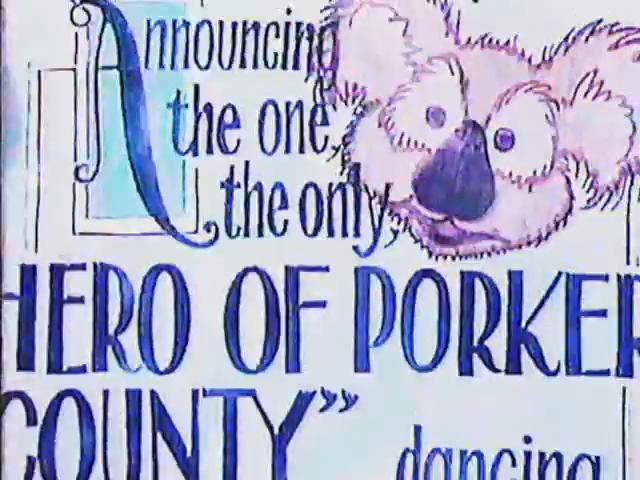 Announcing
the one,
the only,
HERO OF PORKER
COUNTY”
dancing